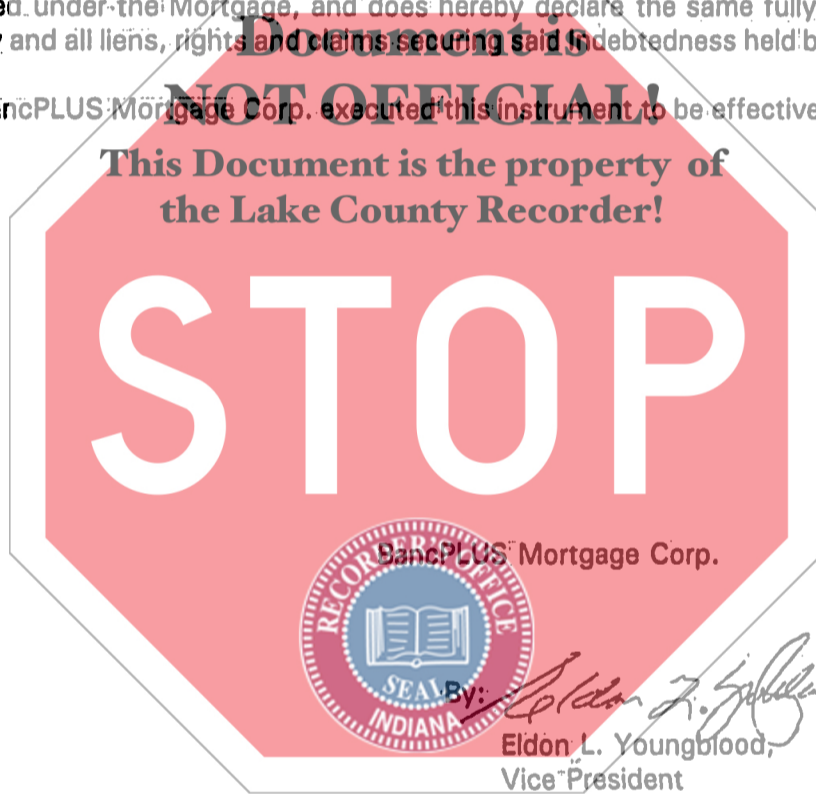 under the Mortgage, and does hereby declare the same fully
and all liens, rights and claims securing said indebtedness held
Document is
NOT OFFICIAL!
BancPLUS Mortgage Corp. executed this instrument to be effective
This Document is the property of
the Lake County Recorder!
STOP
BancPLUS Mortgage Corp.
RECORDER'S OFFICE
SEAL
INDIANA
By:
Eldon L. Youngblood,
Vice President